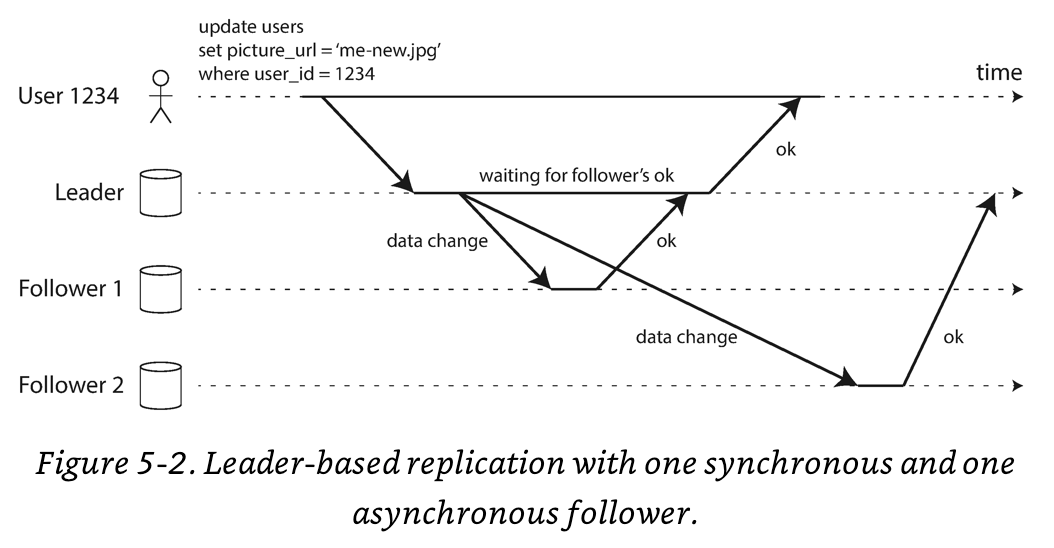 update users
set picture_url = ‘me-new.jpg’
where user_id = 1234
time
User 1234
ok
waiting for follower’s ok
Leader
data change
ok
Follower 1
data change
ok
Follower 2
Figure 5-2. Leader-based replication with one synchronous and one
asynchronous follower.